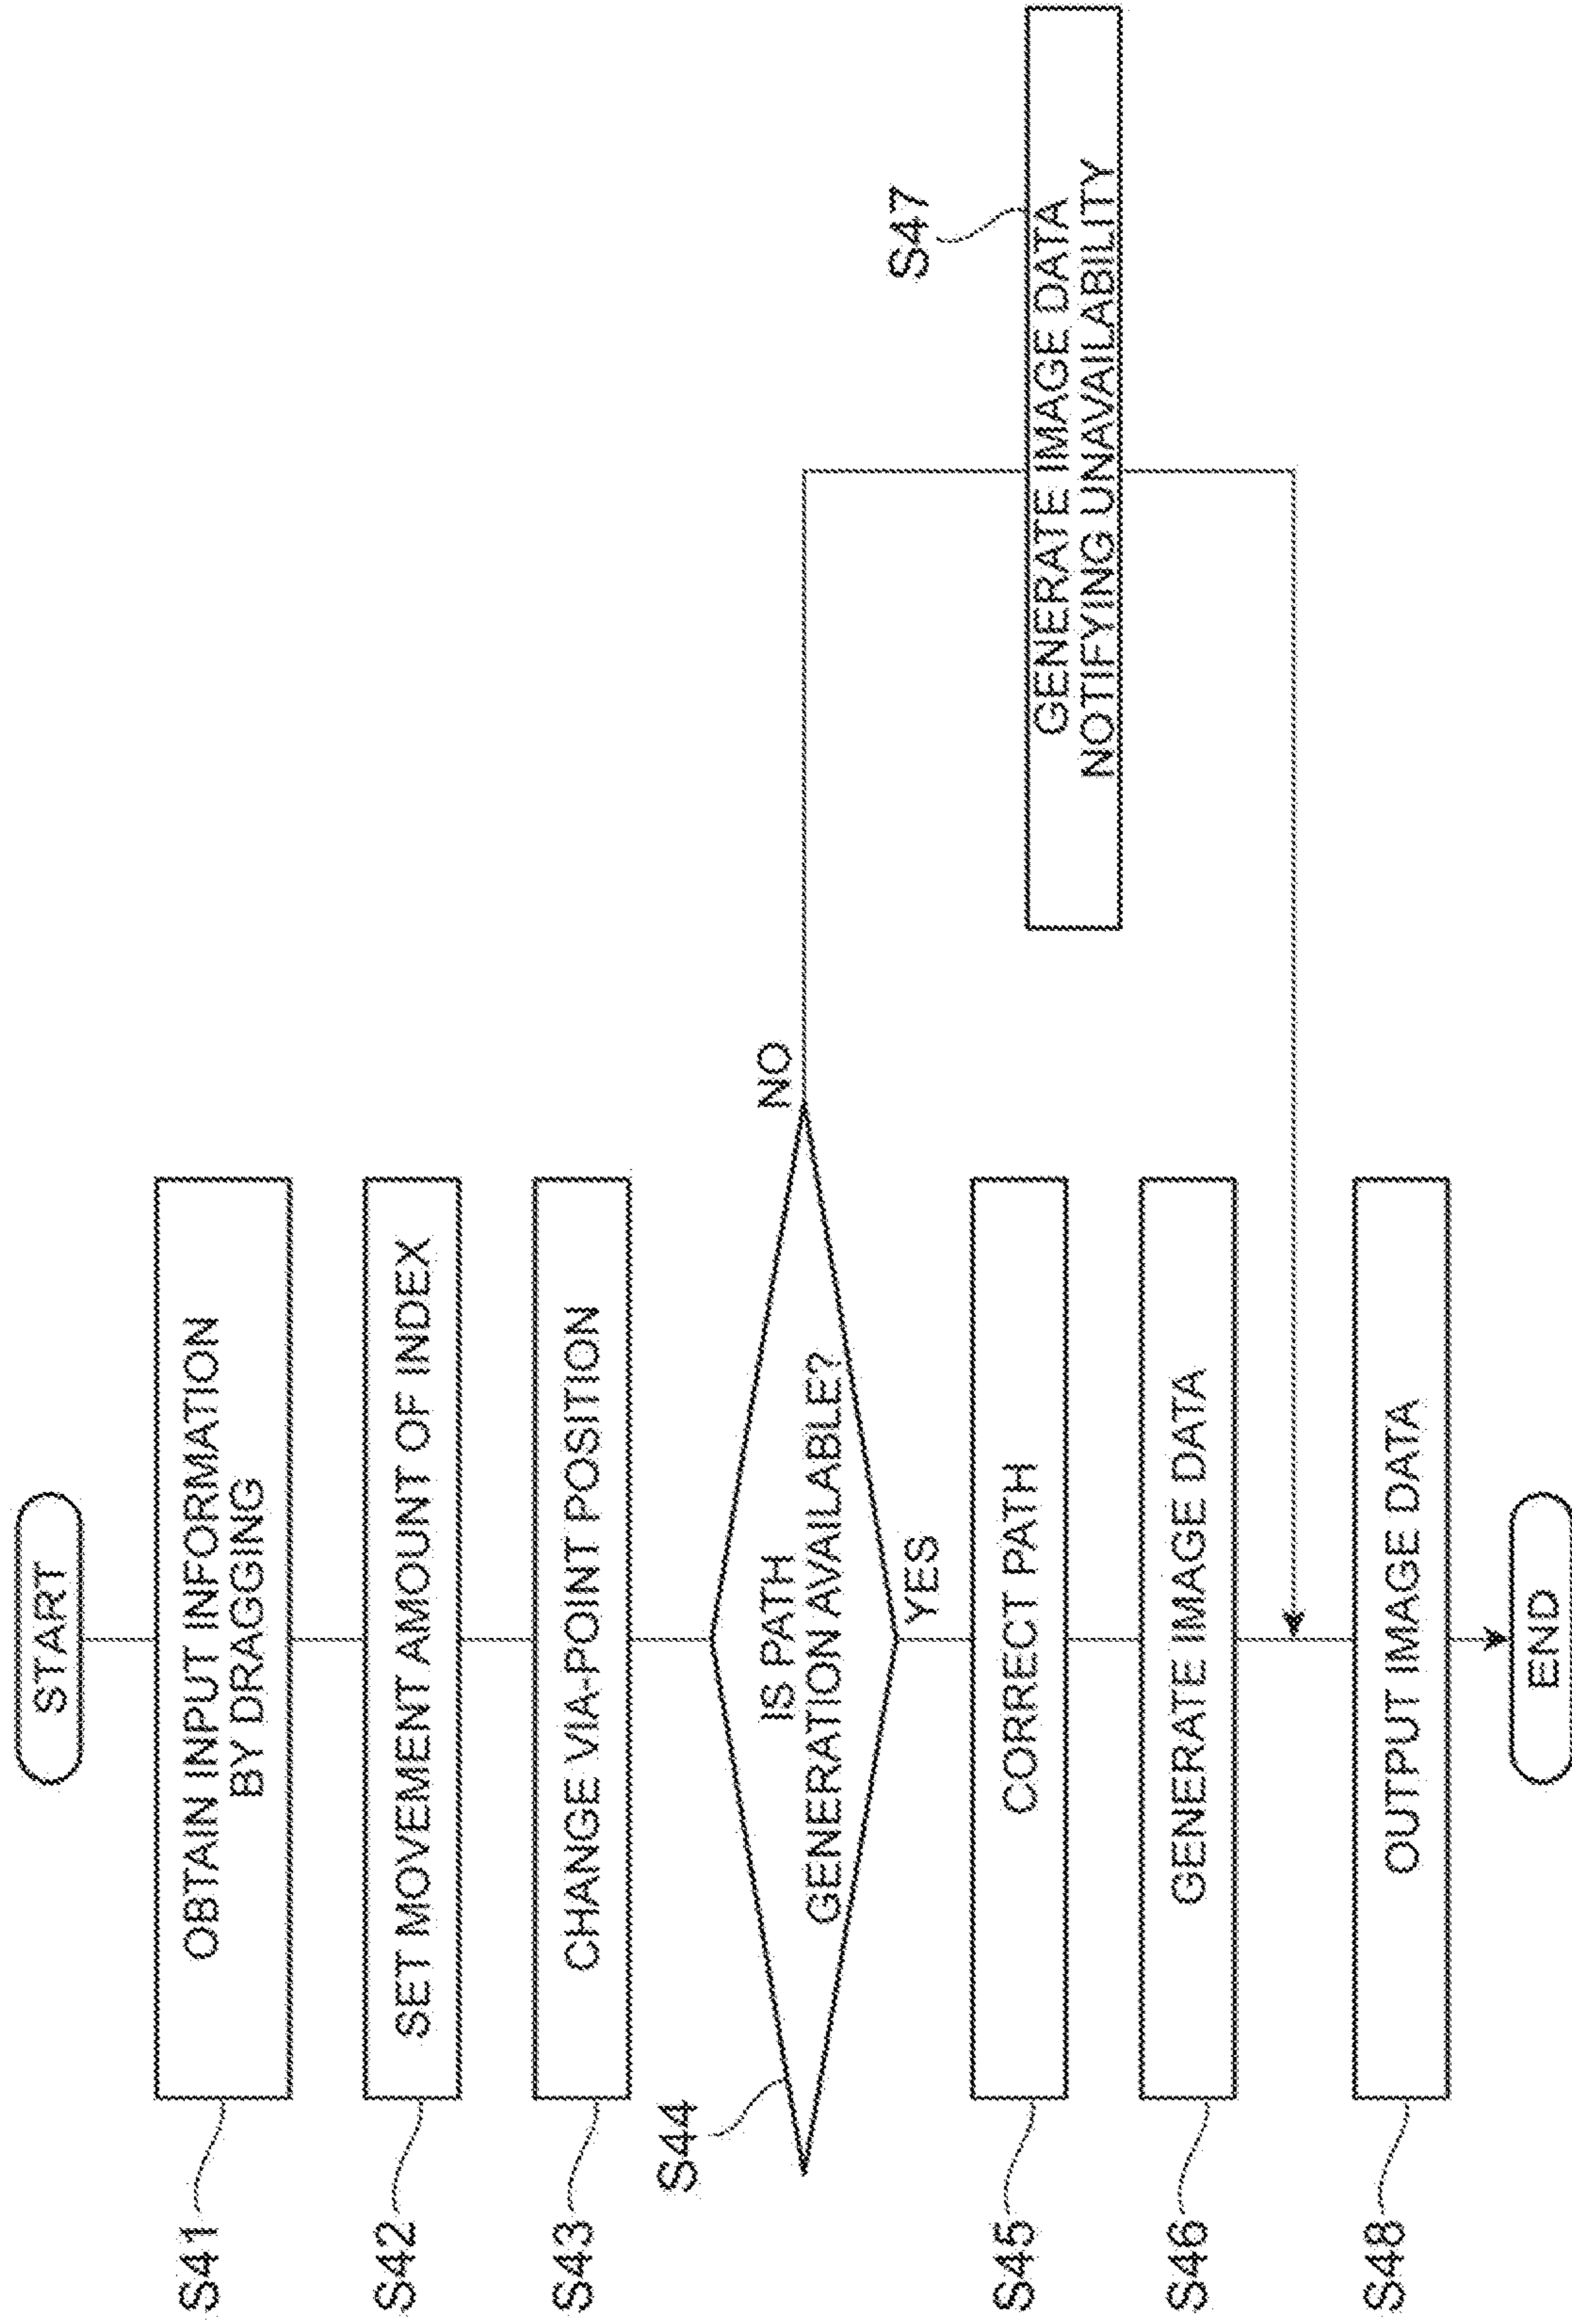 START
S41
OBTAIN INPUT INFORMATION
BY DRAGGING
S42
SET MOVEMENT AMOUNT OF INDEX
S43
CHANGE VIA-POINT POSITION
S44
IS PATH
GENERATION AVAILABLE?
NO
YES
S45
CORRECT PATH
S47
GENERATE IMAGE DATA
NOTIFYING UNAVAILABILITY
S46
GENERATE IMAGE DATA
S48
OUTPUT IMAGE DATA
END